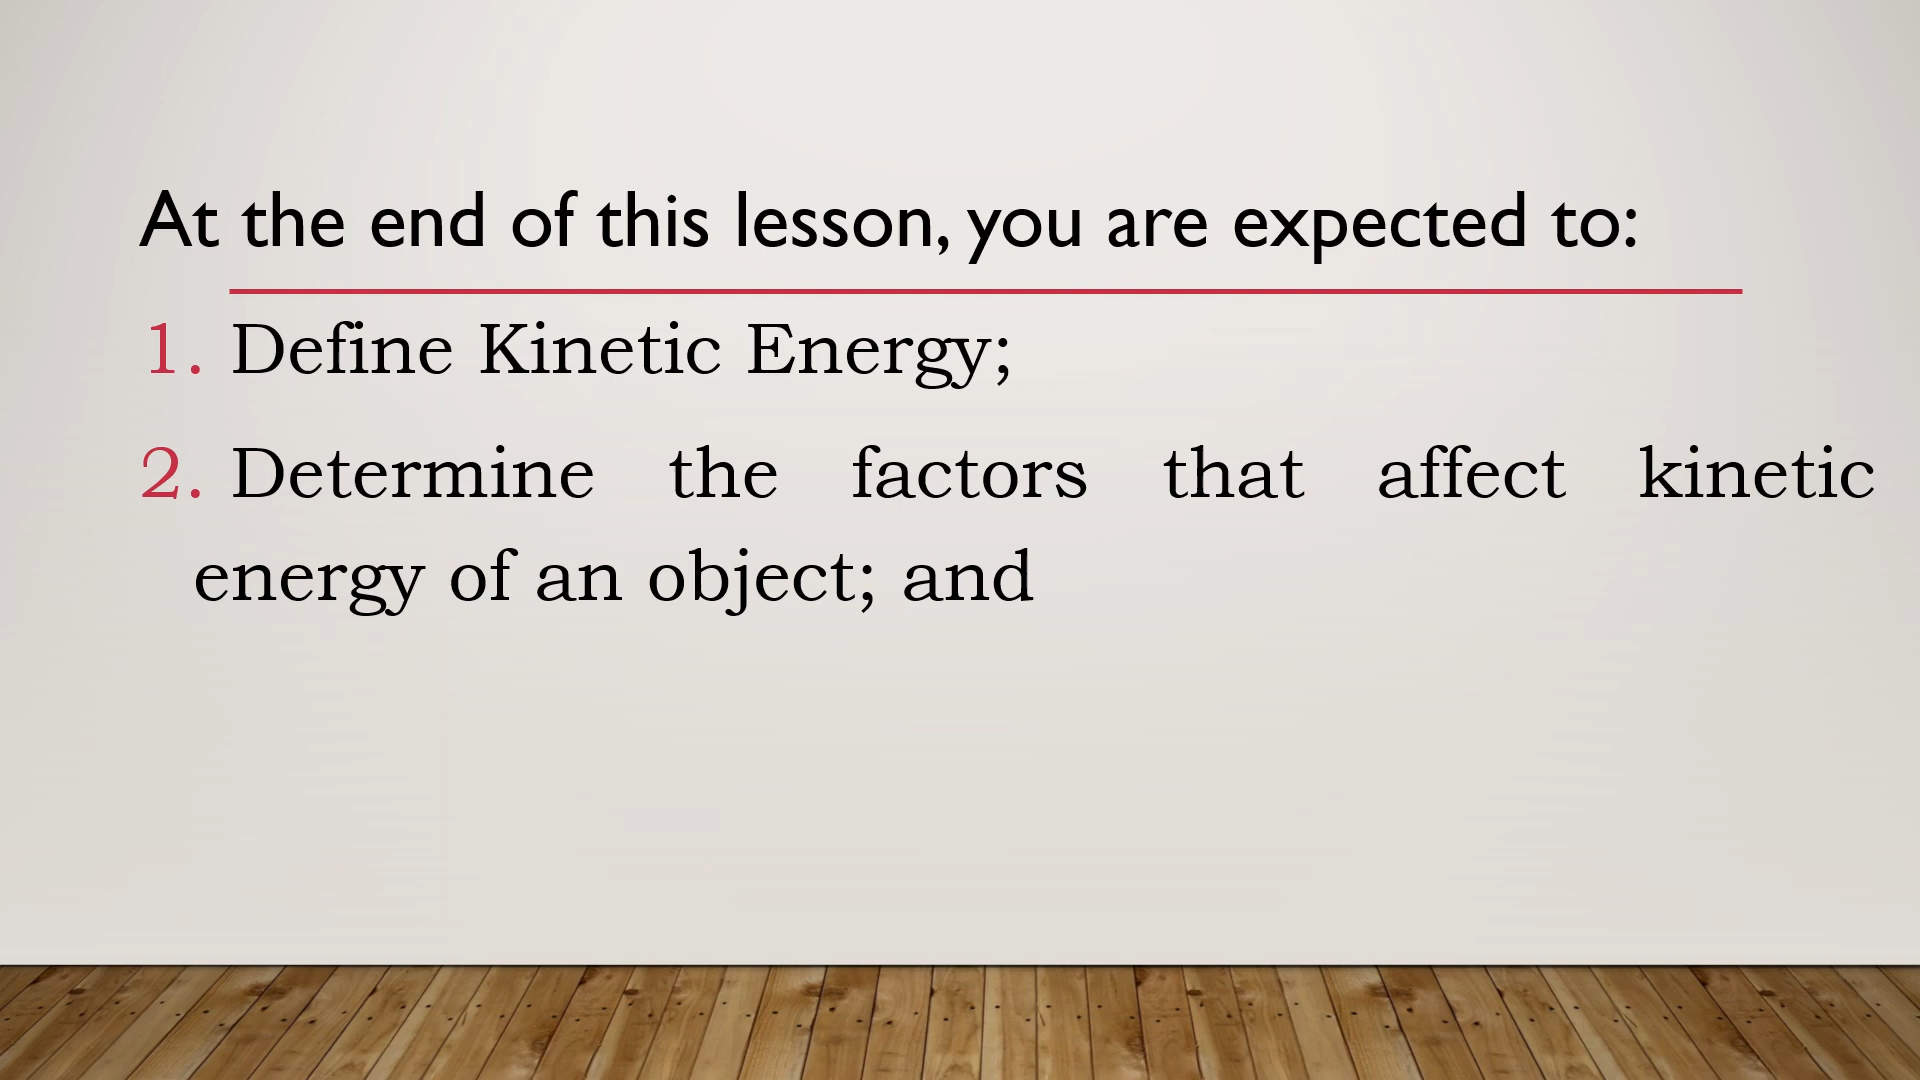 At the end of this lesson, you are expected to:
1. Define Kinetic Energy;
2. Determine the factors that affect kinetic
energy of an object; and